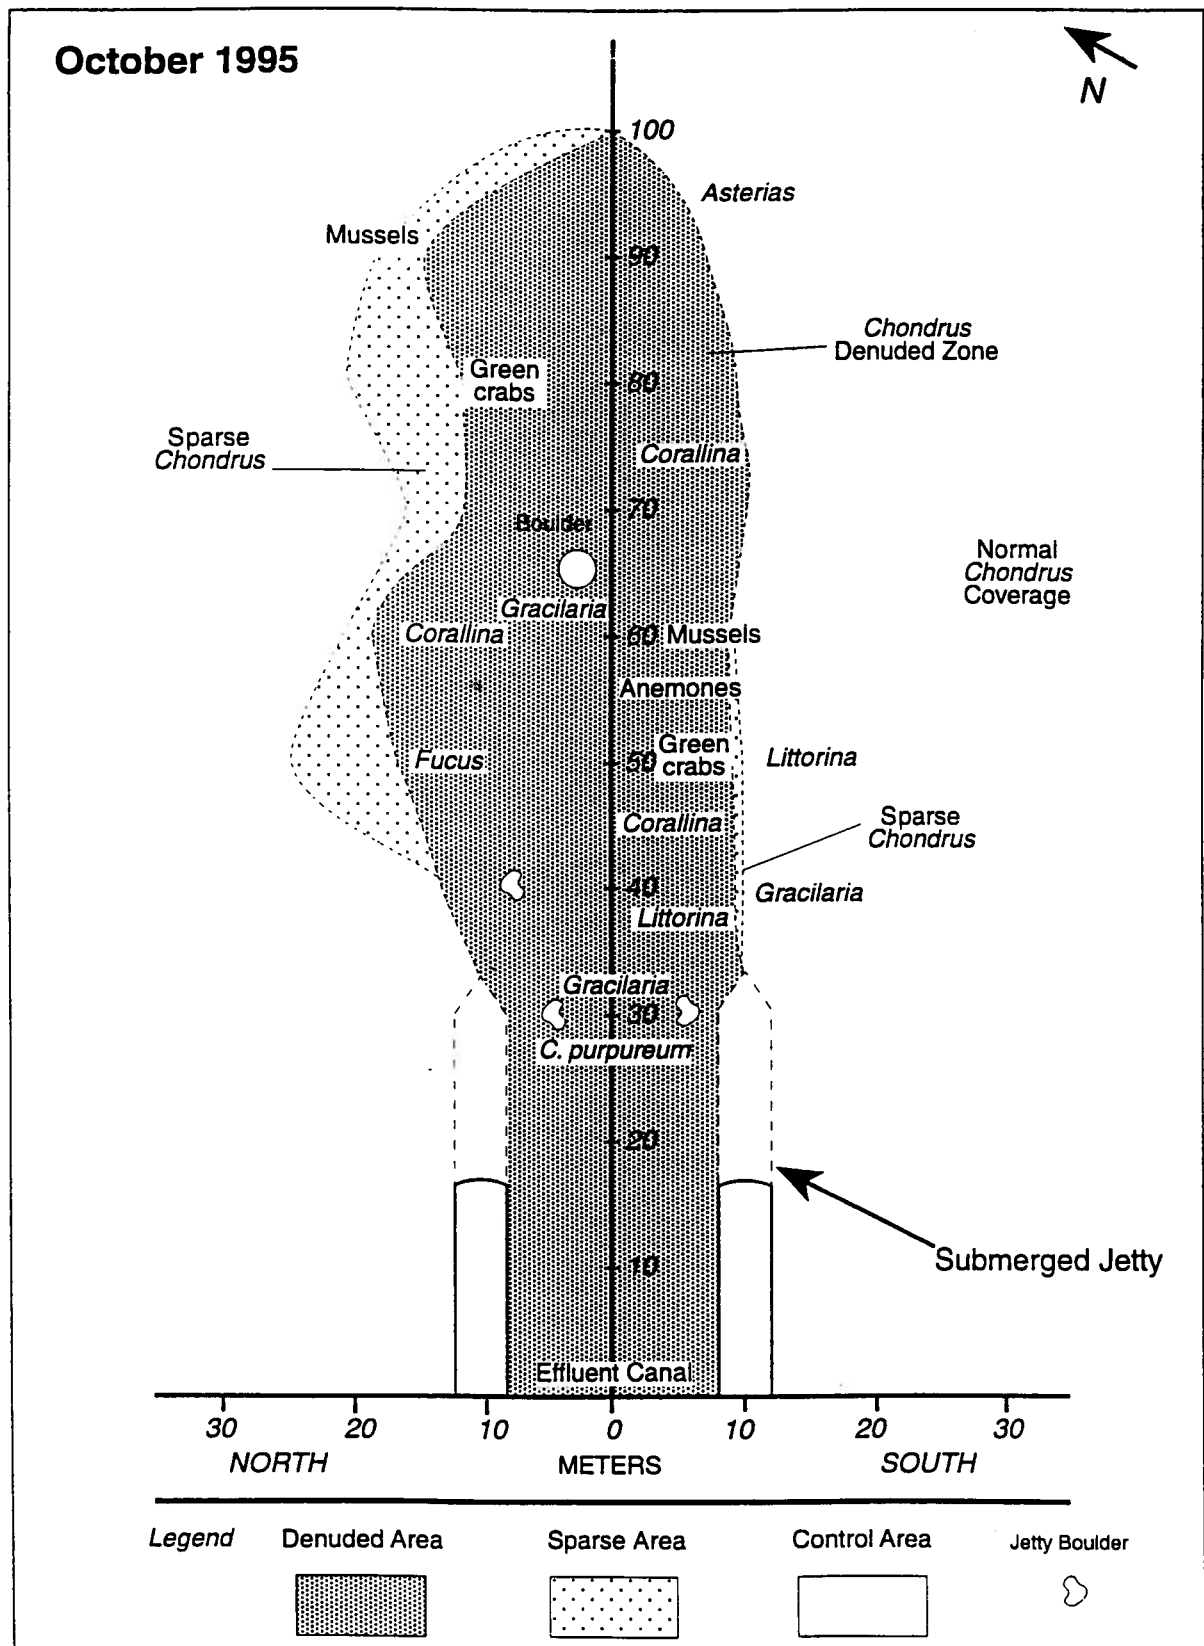 October 1995
N
100
Asterias
Mussels
90
Chondrus
Denuded Zone
Green
crabs
80
Sparse
Chondrus
Corallina
70
Boulder
Normal
Chondrus
Coverage
Gracilaria
Corallina
60 Mussels
Anemones
Fucus
50
Green
crabs
Littorina
Corallina
Sparse
Chondrus
40
Gracilaria
Littorina
Gracilaria
30
C. purpureum
20
Submerged Jetty
10
Effluent Canal
30 20 10 0 10 20 30
NORTH METERS SOUTH
Legend Denuded Area Sparse Area Control Area Jetty Boulder